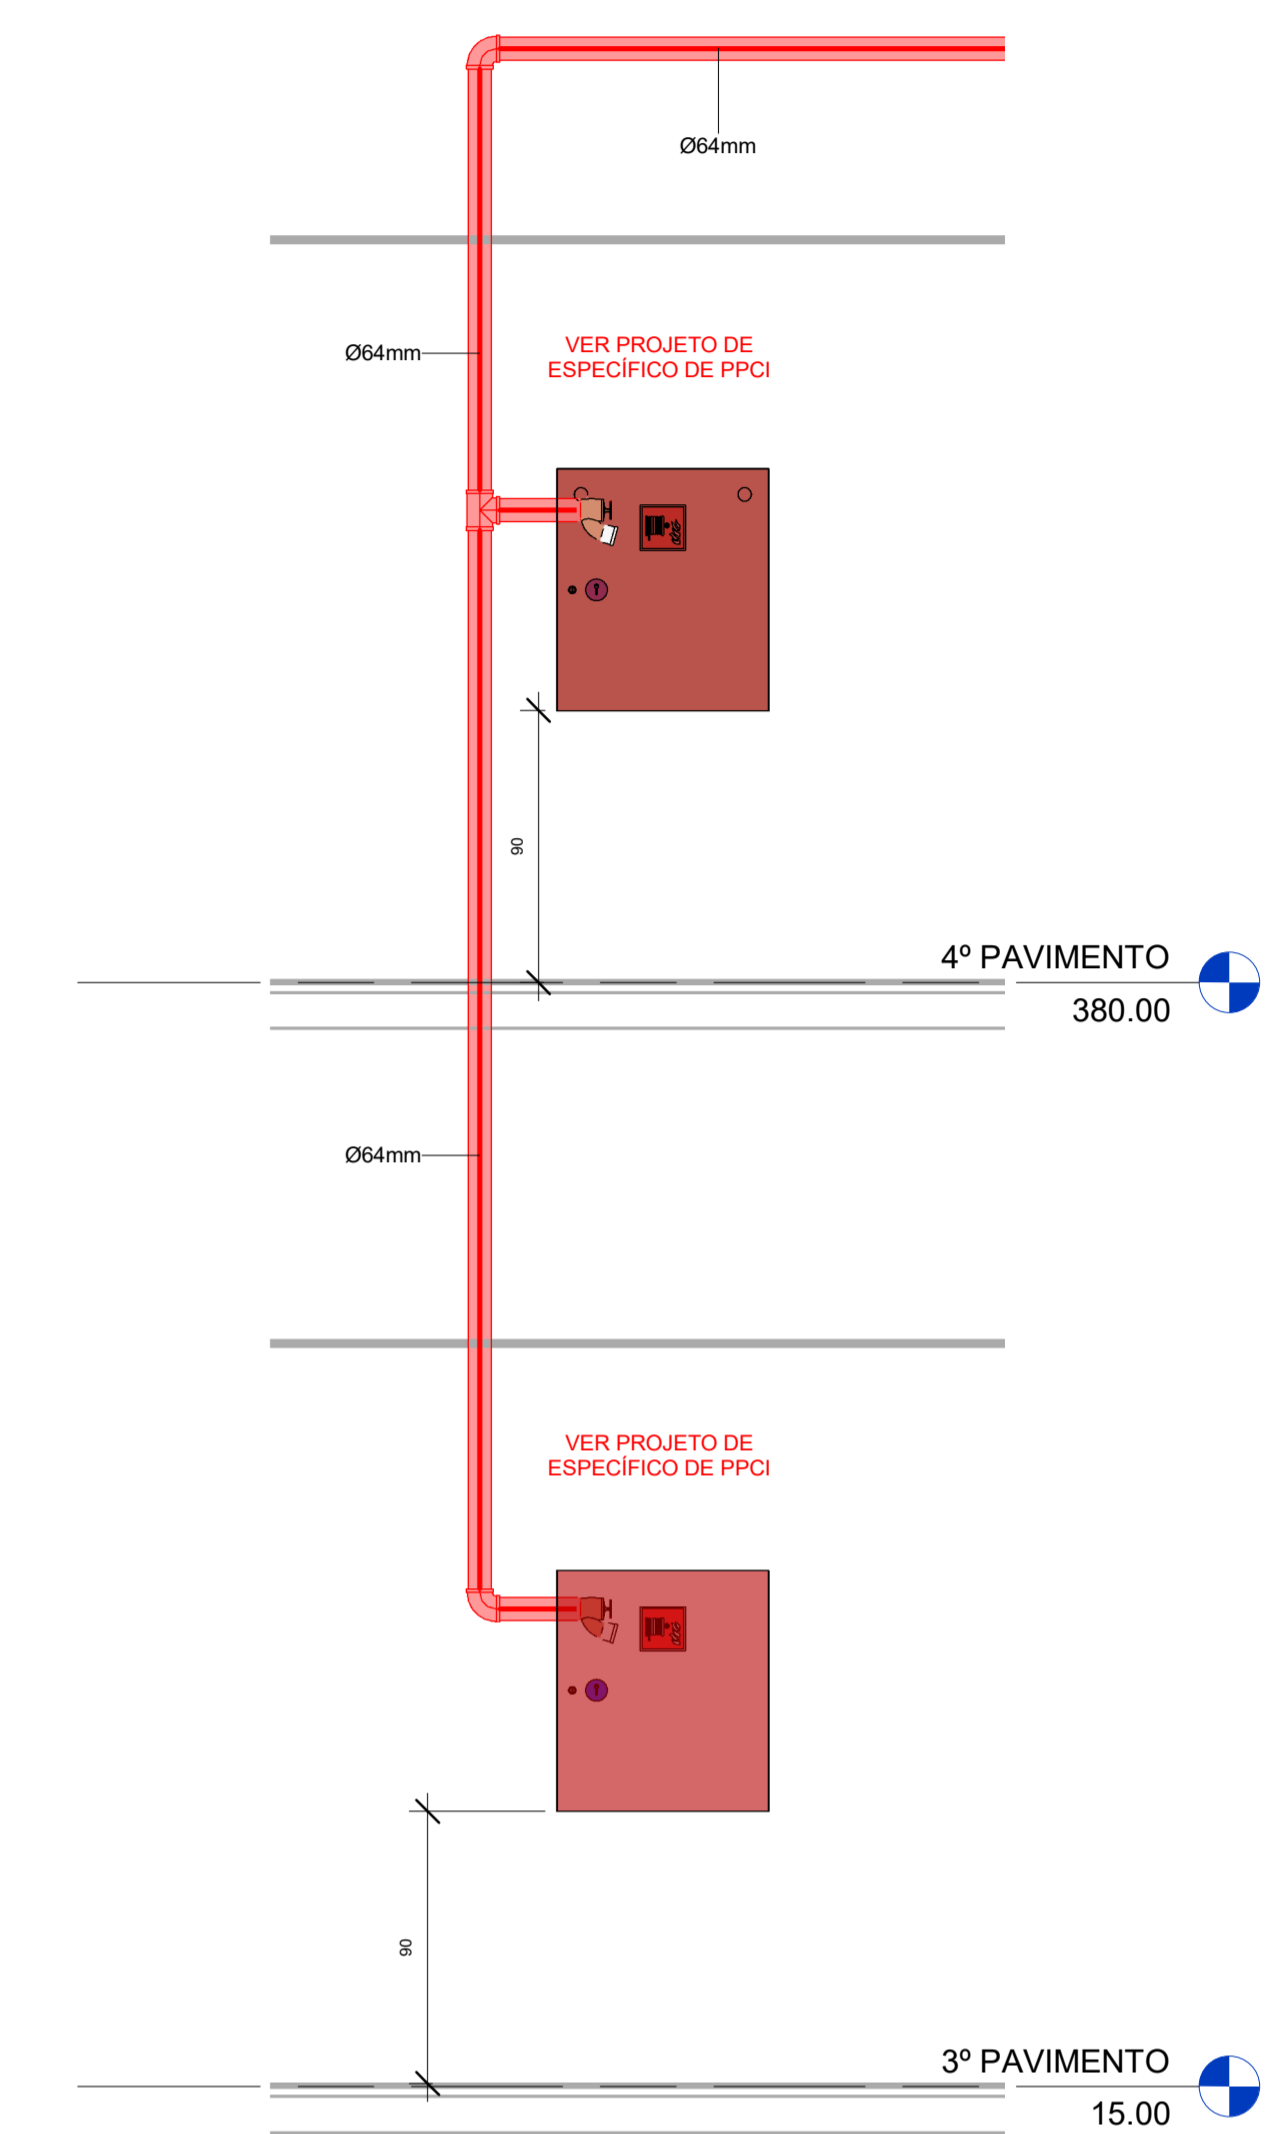 Ø64mm
Ø64mm
VER PROJETO DE
ESPECÍFICO DE PPCI
90
4º PAVIMENTO
380.00
Ø64mm
VER PROJETO DE
ESPECÍFICO DE PPCI
90
3º PAVIMENTO
15.00